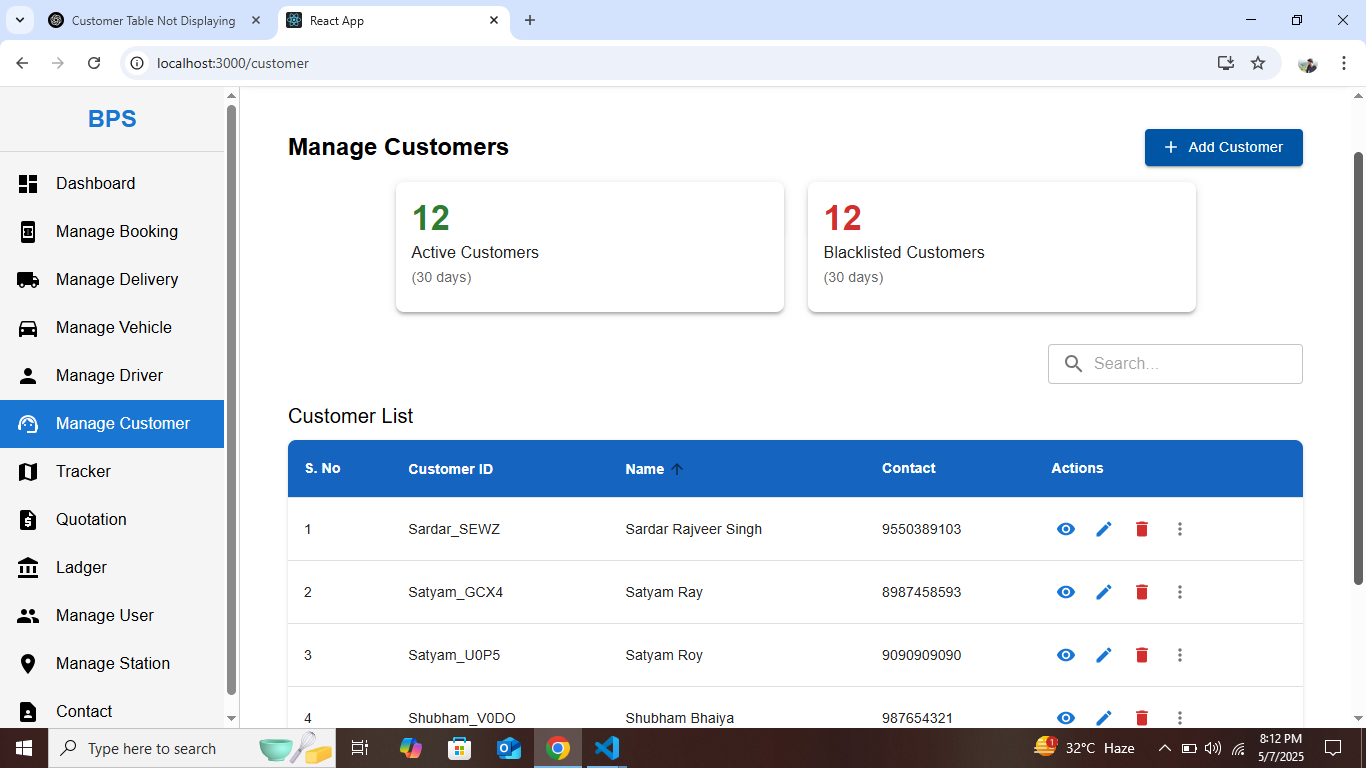 Customer Table Not Displaying
React App
localhost:3000/customer
BPS
Dashboard
Manage Booking
Manage Delivery
Manage Vehicle
Manage Driver
Manage Customer
Tracker
Quotation
Ladger
Manage User
Manage Station
Contact
Manage Customers
+ Add Customer
12
Active Customers
(30 days)
12
Blacklisted Customers
(30 days)
Search...
Customer List
S. No Customer ID Name Contact Actions
1 Sardar_SEWZ Sardar Rajveer Singh 9550389103
2 Satyam_GCX4 Satyam Ray 8987458593
3 Satyam_U0P5 Satyam Roy 9090909090
4 Shubham_V0DO Shubham Bhaiya 987654321
Type here to search
1
32°C Haze
8:12 PM
5/7/2025